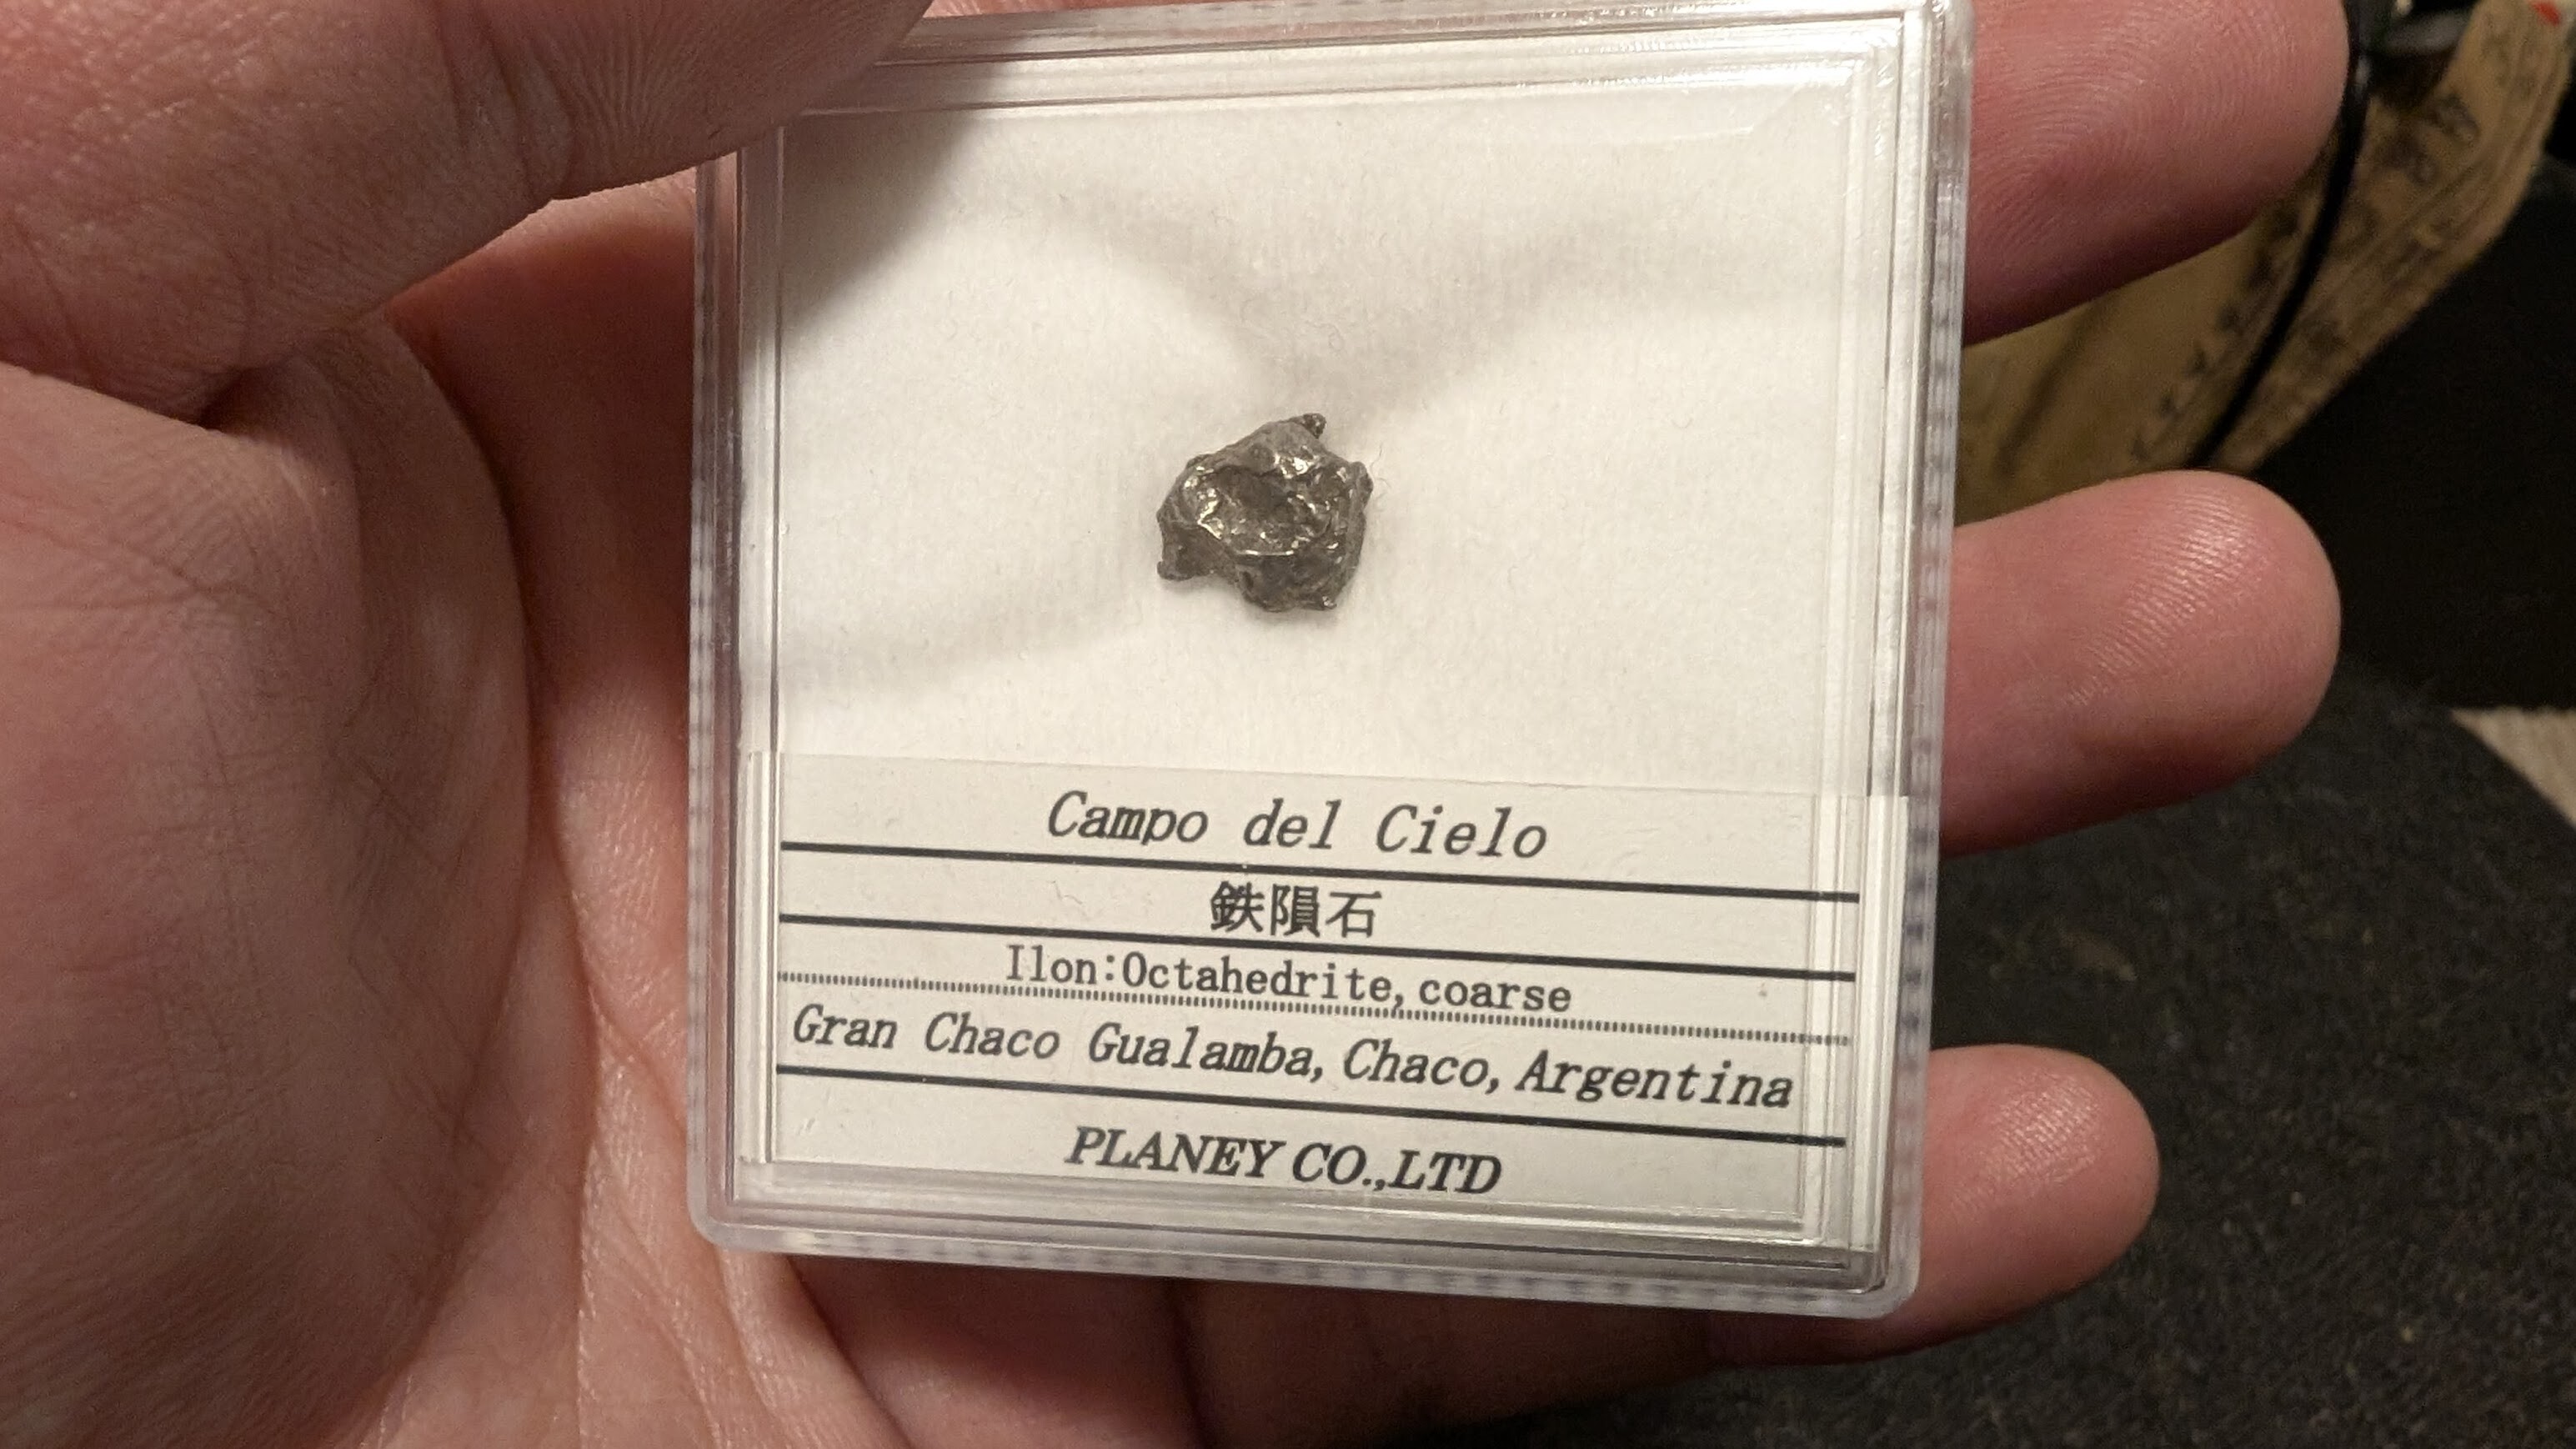 Campo del Cielo
鉄隕石
Ilon:Octahedrite,coarse
Gran Chaco Gualamba,Chaco,Argentina
PLANEY CO.,LTD